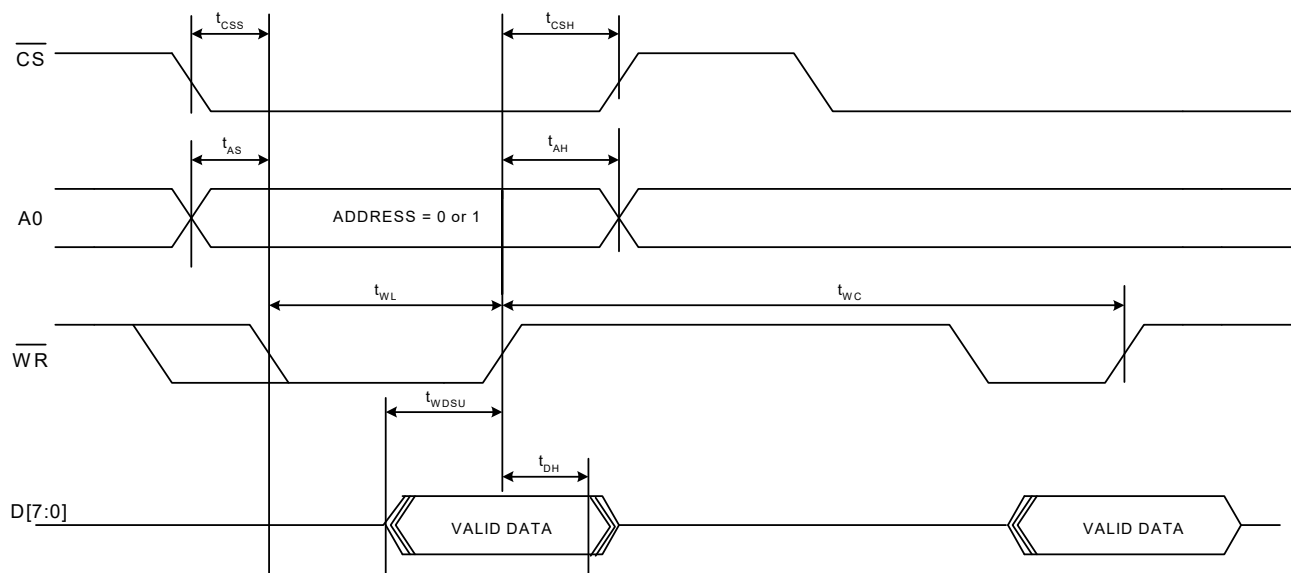 tCSS
tCSH
CS
tAS
tAH
A0
ADDRESS = 0 or 1
tWL
tWC
WR
tWDSU
tDH
D[7:0]
VALID DATA
VALID DATA